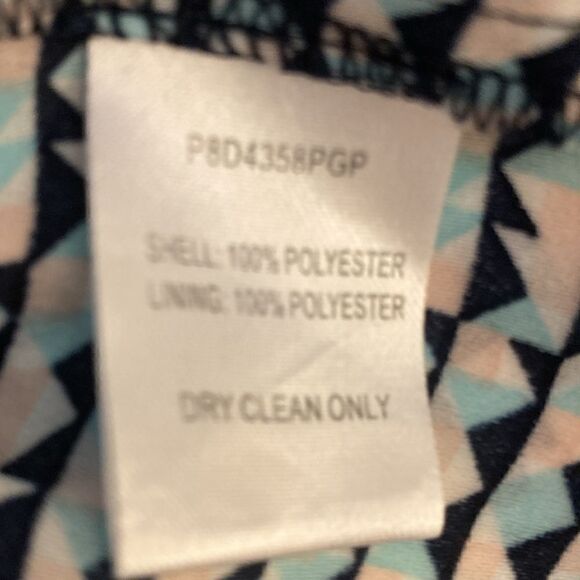 P8D4358PGP
SHELL: 100% POLYESTER
LINING: 100% POLYESTER
DRY CLEAN ONLY